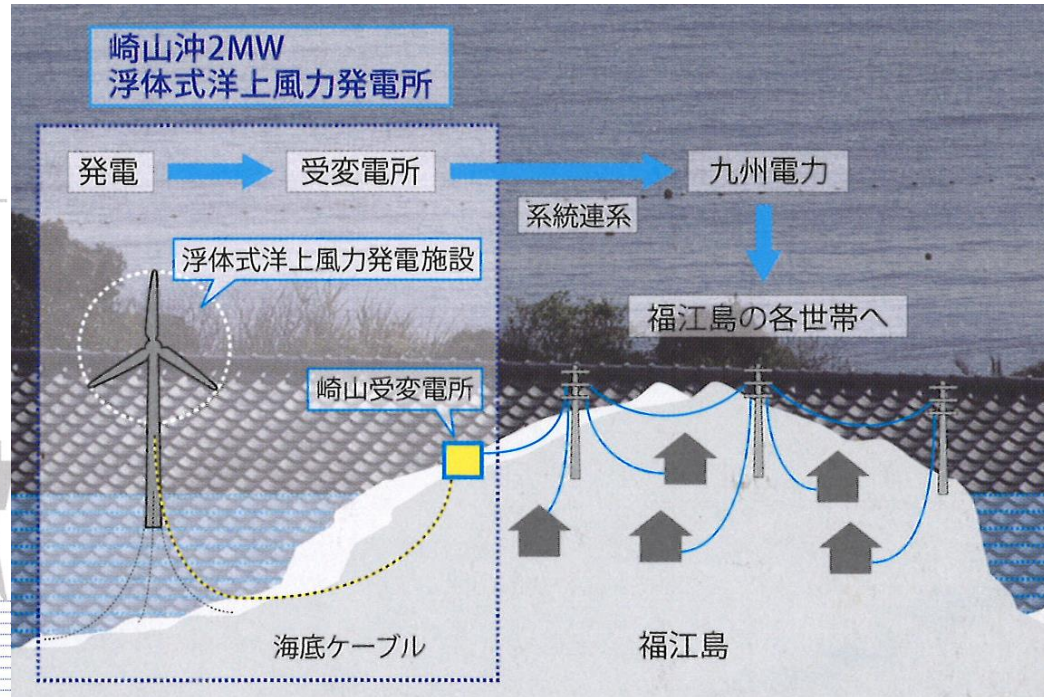 崎山沖2MW
浮体式洋上風力発電所
発電
受変電所
九州電力
系統連系
浮体式洋上風力発電施設
福江島の各世帯へ
崎山受変電所
海底ケーブル
福江島